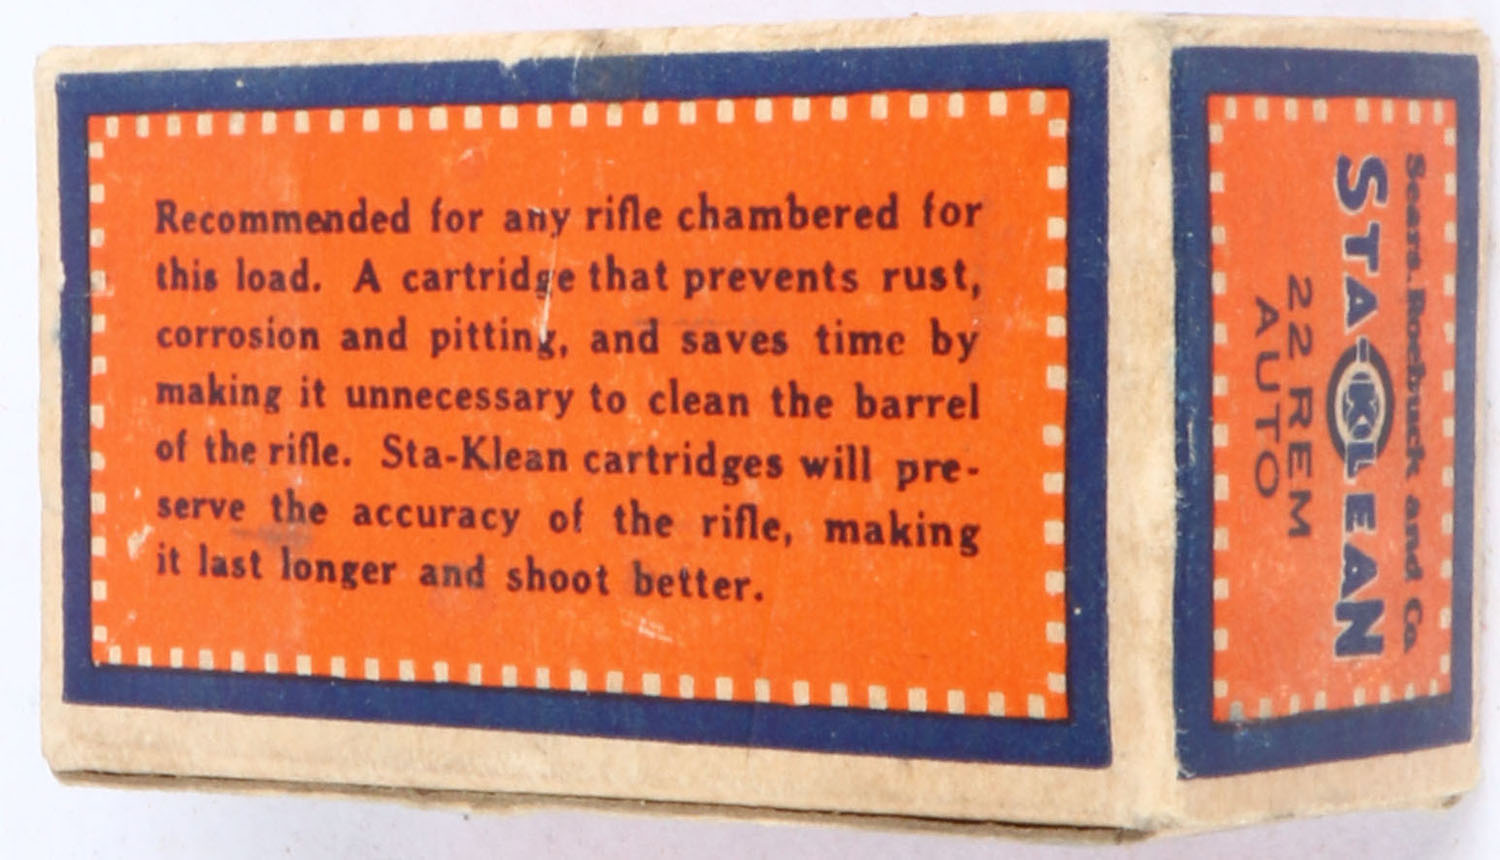 Recommended for any rifle chambered for
this load. A cartridge that prevents rust,
corrosion and pitting, and saves time by
making it unnecessary to clean the barrel
of the rifle. Sta-Klean cartridges will pre-
serve the accuracy of the rifle, making
it last longer and shoot better.
Sears, Roebuck and Co
STA-KLEAN
22 REM
AUTO